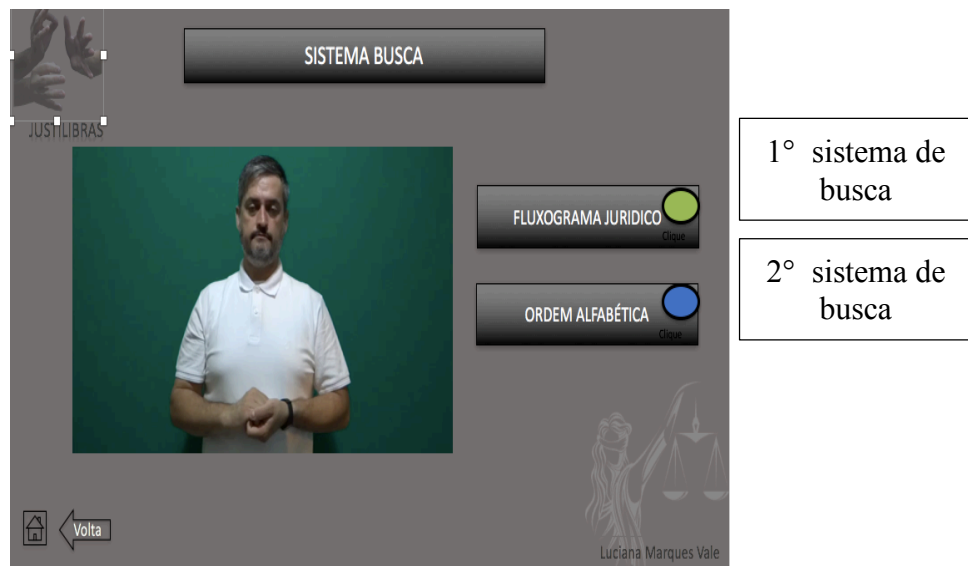 SISTEMA BUSCA
JUSTILIBRAS
FLUXOGRAMA JURIDICO
Clique
ORDEM ALFABÉTICA
Clique
Volta
Luciana Marques Vale
1° sistema de
busca
2° sistema de
busca